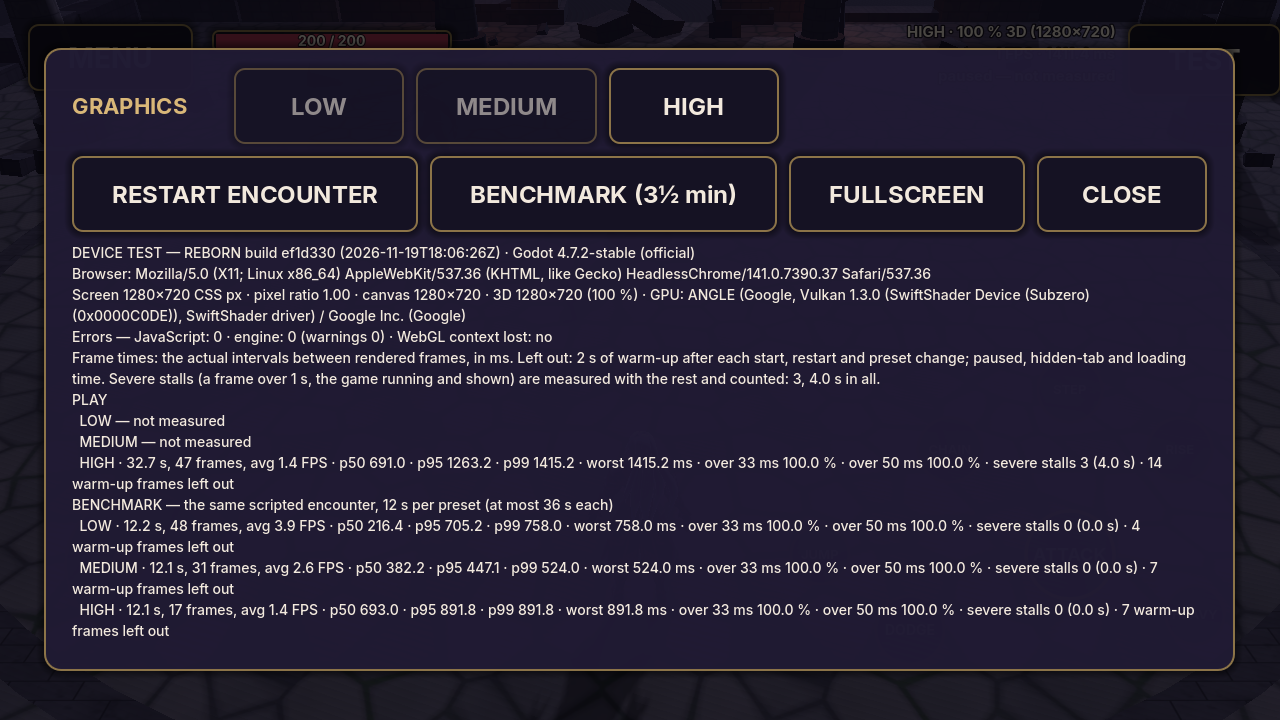 200 / 200
HIGH · 100 % 3D (1280×720)
GRAPHICS
LOW
MEDIUM
HIGH
RESTART ENCOUNTER
BENCHMARK (3½ min)
FULLSCREEN
CLOSE
DEVICE TEST — REBORN build ef1d330 (2026-11-19T18:06:26Z) · Godot 4.7.2-stable (official)
Browser: Mozilla/5.0 (X11; Linux x86_64) AppleWebKit/537.36 (KHTML, like Gecko) HeadlessChrome/141.0.7390.37 Safari/537.36
Screen 1280×720 CSS px · pixel ratio 1.00 · canvas 1280×720 · 3D 1280×720 (100 %) · GPU: ANGLE (Google, Vulkan 1.3.0 (SwiftShader Device (Subzero)
(0x0000C0DE)), SwiftShader driver) / Google Inc. (Google)
Errors — JavaScript: 0 · engine: 0 (warnings 0) · WebGL context lost: no
Frame times: the actual intervals between rendered frames, in ms. Left out: 2 s of warm-up after each start, restart and preset change; paused, hidden-tab and loading
time. Severe stalls (a frame over 1 s, the game running and shown) are measured with the rest and counted: 3, 4.0 s in all.
PLAY
LOW — not measured
MEDIUM — not measured
HIGH · 32.7 s, 47 frames, avg 1.4 FPS · p50 691.0 · p95 1263.2 · p99 1415.2 · worst 1415.2 ms · over 33 ms 100.0 % · over 50 ms 100.0 % · severe stalls 3 (4.0 s) · 14
warm-up frames left out
BENCHMARK — the same scripted encounter, 12 s per preset (at most 36 s each)
LOW · 12.2 s, 48 frames, avg 3.9 FPS · p50 216.4 · p95 705.2 · p99 758.0 · worst 758.0 ms · over 33 ms 100.0 % · over 50 ms 100.0 % · severe stalls 0 (0.0 s) · 4
warm-up frames left out
MEDIUM · 12.1 s, 31 frames, avg 2.6 FPS · p50 382.2 · p95 447.1 · p99 524.0 · worst 524.0 ms · over 33 ms 100.0 % · over 50 ms 100.0 % · severe stalls 0 (0.0 s) · 7
warm-up frames left out
HIGH · 12.1 s, 17 frames, avg 1.4 FPS · p50 693.0 · p95 891.8 · p99 891.8 · worst 891.8 ms · over 33 ms 100.0 % · over 50 ms 100.0 % · severe stalls 0 (0.0 s) · 7 warm-up
frames left out